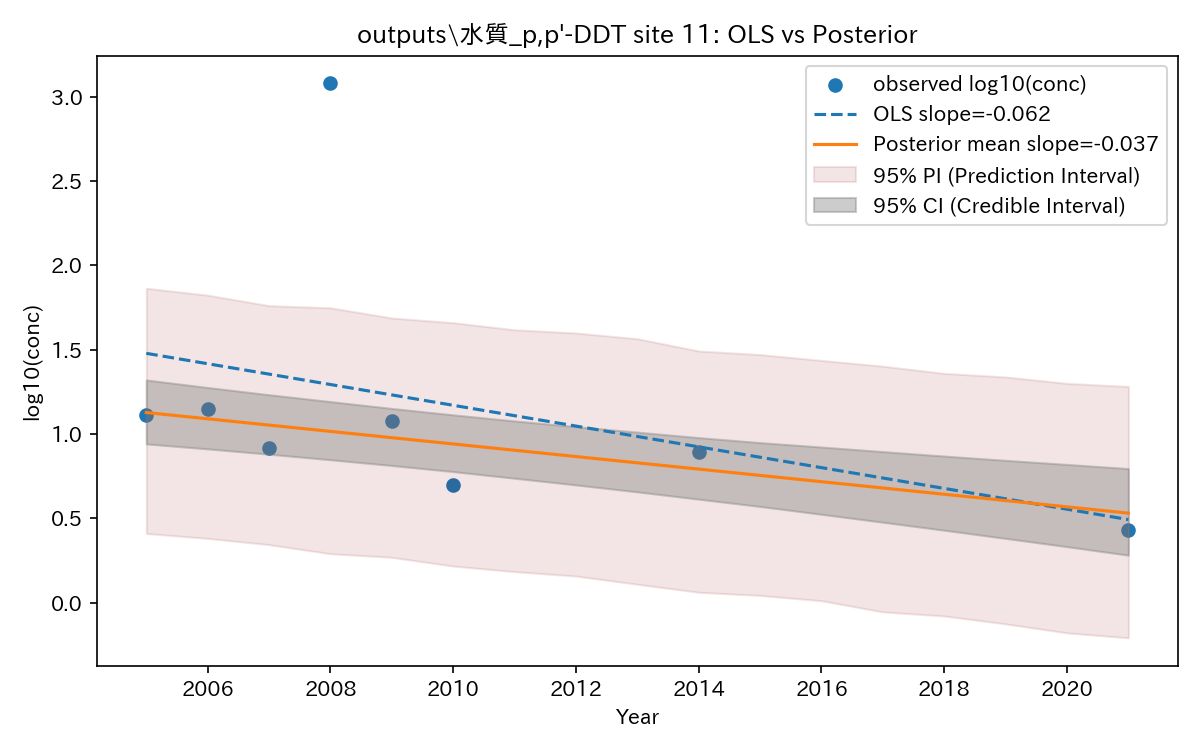 outputs\水質_p,p'-DDT site 11: OLS vs Posterior
observed log10(conc)
OLS slope=-0.062
Posterior mean slope=-0.037
95% PI (Prediction Interval)
95% CI (Credible Interval)
log10(conc)
3.0
2.5
2.0
1.5
1.0
0.5
0.0
2006 2008 2010 2012 2014 2016 2018 2020
Year